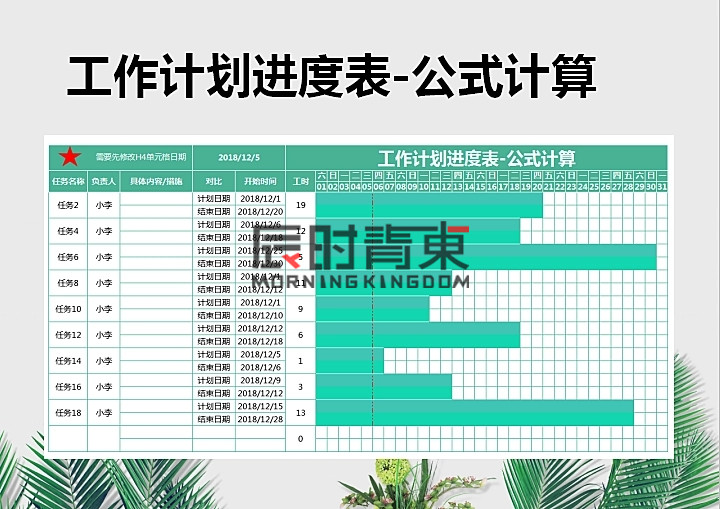 工作计划进度表-公式计算
需要先修改H4单元格日期 2018/12/5 工作计划进度表-公式计算
六 日 一 二 三 四 五 六 日 一 二 三 四 五 六 日 一 二 三 四 五 六 日 一 二 三 四 五 六 日 一
任务名称 负责人 具体内容/措施 对比 开始时间 工时 01 02 03 04 05 06 07 08 09 10 11 12 13 14 15 16 17 18 19 20 21 22 23 24 25 26 27 28 29 30 31
任务2 小李 计划日期 2018/12/1 19
结束日期 2018/12/20
任务4 小李 计划日期 2018/12/6 12
结束日期 2018/12/18
任务6 小李 计划日期 2018/12/25 5
结束日期 2018/12/30
任务8 小李 计划日期 2018/12/1 11
结束日期 2018/12/12
任务10 小李 计划日期 2018/12/1 9
结束日期 2018/12/10
任务12 小李 计划日期 2018/12/12 6
结束日期 2018/12/18
任务14 小李 计划日期 2018/12/5 1
结束日期 2018/12/6
任务16 小李 计划日期 2018/12/9 3
结束日期 2018/12/12
任务18 小李 计划日期 2018/12/15 13
结束日期 2018/12/28
0
MORNINGKINGDOM